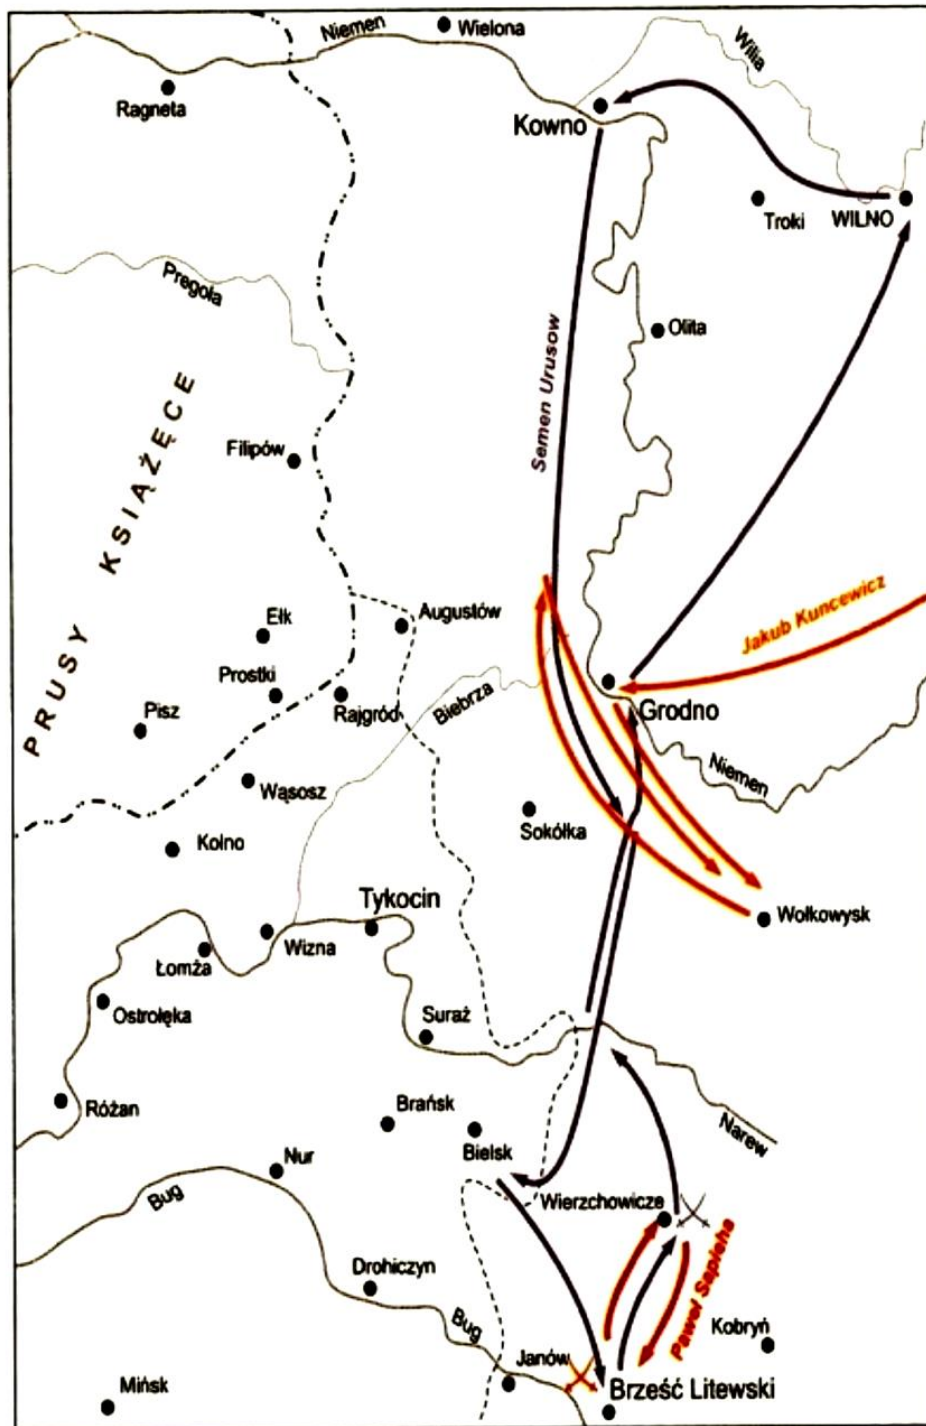 Niemen
Wielona
Wilia
Ragneta
Kowno
Troki
WILNO
Pregoła
Olita
Semen Urusow
PRUSY KSIĄŻĘCE
Filipów
Jakub Kuncewicz
Ełk
Augustów
Prostki
Rajgród
Biebrza
Grodno
Pisz
Niemen
Wąsosz
Sokółka
Kolno
Tykocin
Wołkowysk
Wizna
Łomża
Ostrołęka
Suraż
Różan
Brańsk
Bielsk
Narew
Nur
Bug
Wierzchowicze
Paweł Sapieha
Drohiczyn
Bug
Kobryń
Janów
Brześć Litewski
Mińsk